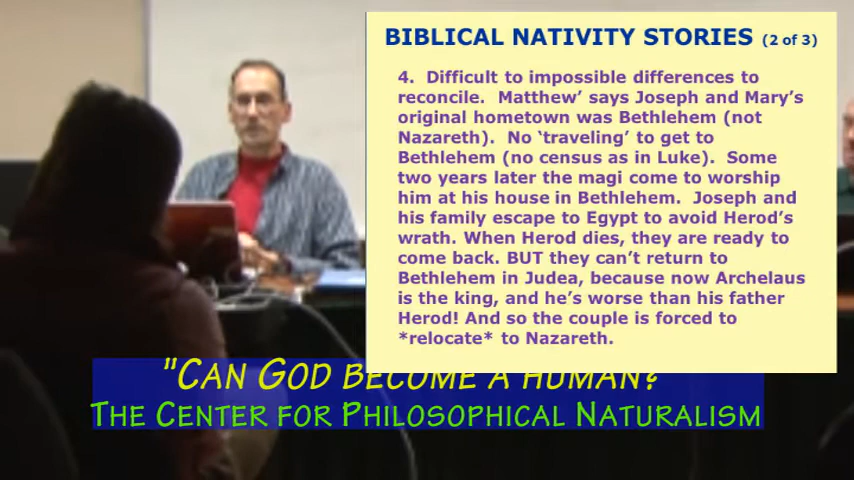 BIBLICAL NATIVITY STORIES (2 of 3)
4. Difficult to impossible differences to
reconcile. Matthew’ says Joseph and Mary’s
original hometown was Bethlehem (not
Nazareth). No ‘traveling’ to get to
Bethlehem (no census as in Luke). Some
two years later the magi come to worship
him at his house in Bethlehem. Joseph and
his family escape to Egypt to avoid Herod’s
wrath. When Herod dies, they are ready to
come back. BUT they can’t return to
Bethlehem in Judea, because now Archelaus
is the king, and he’s worse than his father
Herod! And so the couple is forced to
*relocate* to Nazareth.
"CAN GOD BECOME A HUMAN?
THE CENTER FOR PHILOSOPHICAL NATURALISM